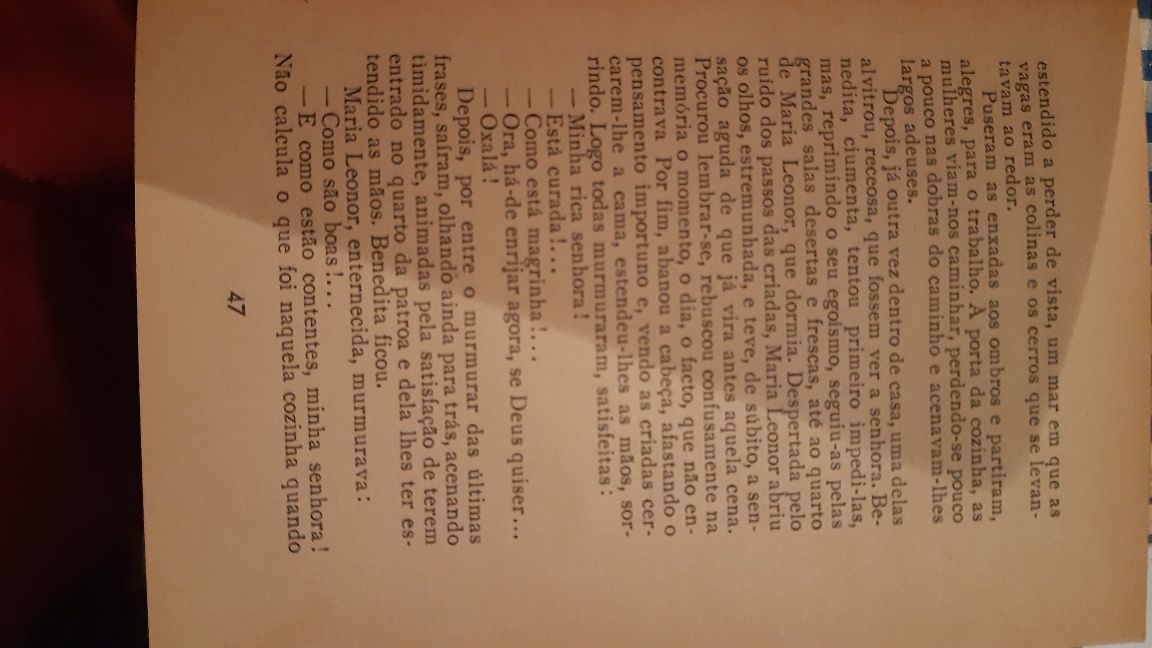 estendido a perder de vista, um mar em que as
vagas eram as colinas e os cerros que se levan-
tavam ao redor.
Puseram as enxadas aos ombros e partiram,
alegres, para o trabalho. À porta da cozinha, as
mulheres viam-nos caminhar, perdendo-se pouco
a pouco nas dobras do caminho e acenavam-lhes
largos adeuses.
Depois, já outra vez dentro de casa, uma delas
alvitrou, receosa, que fossem ver a senhora. Be-
nedita, ciumenta, tentou primeiro impedi-las,
mas, reprimindo o seu egoísmo, seguiu-as pelas
grandes salas desertas e frescas, até ao quarto
de Maria Leonor, que dormia. Despertada pelo
ruído dos passos das criadas, Maria Leonor abriu
os olhos, estremunhada, e teve, de súbito, a sen-
sação aguda de que já vira antes aquela cena.
Procurou lembrar-se, rebuscou confusamente na
memória o momento, o dia, o facto, que não en-
contrava Por fim, abanou a cabeça, afastando o
pensamento importuno e, vendo as criadas cer-
carem-lhe a cama, estendeu-lhes as mãos, sor-
rindo. Logo todas murmuraram, satisfeitas:
— Minha rica senhora!
— Está curada!...
— Como está magrinha!...
— Ora, há-de enrijar agora, se Deus quiser...
— Oxalá!
Depois, por entre o murmurar das últimas
frases, saíram, olhando ainda para trás, acenando
timidamente, animadas pela satisfação de terem
entrado no quarto da patroa e dela lhes ter es-
tendido as mãos. Benedita ficou.
Maria Leonor, enternecida, murmurava:
— Como são boas!...
— E como estão contentes, minha senhora!
Não calcula o que foi naquela cozinha quando
47